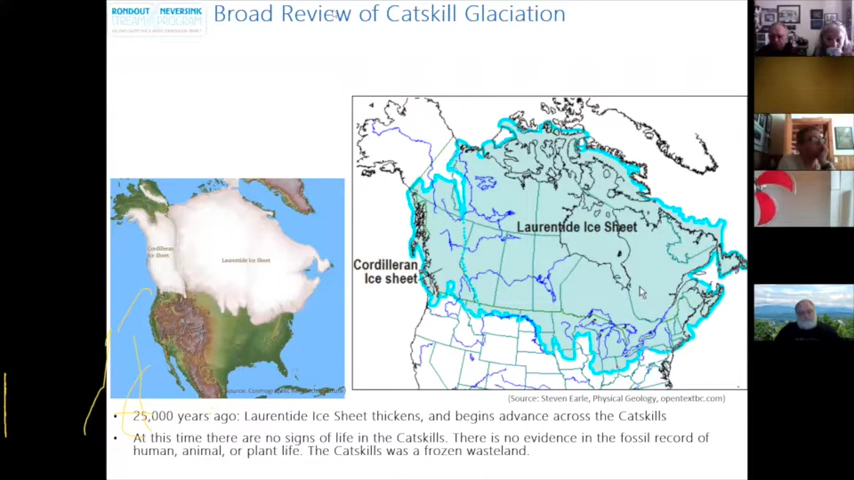 RONDOUT NEVERSINK
STREAM PROGRAM
Broad Review of Catskill Glaciation
Cordilleran
Ice Sheet
Laurentide Ice Sheet
Laurentide Ice Sheet
Cordilleran
Ice sheet
(Source: Steven Earle, Physical Geology, opentextbc.com)
• 25,000 years ago: Laurentide Ice Sheet thickens, and begins advance across the Catskills
• At this time there are no signs of life in the Catskills. There is no evidence in the fossil record of
human, animal, or plant life. The Catskills was a frozen wasteland.